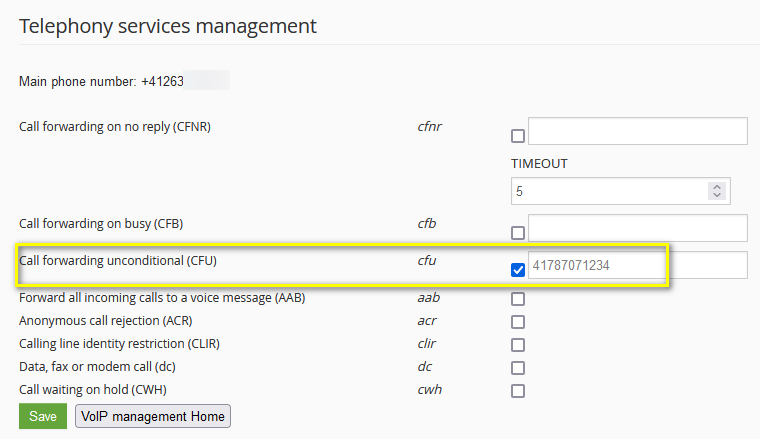 Telephony services management
Main phone number: +41263
Call forwarding on no reply (CFNR) cfnr
TIMEOUT
5
Call forwarding on busy (CFB) cfb
Call forwarding unconditional (CFU) cfu 41787071234
Forward all incoming calls to a voice message (AAB) aab
Anonymous call rejection (ACR) acr
Calling line identity restriction (CLIR) clir
Data, fax or modem call (dc) dc
Call waiting on hold (CWH) cwh
Save VoIP management Home